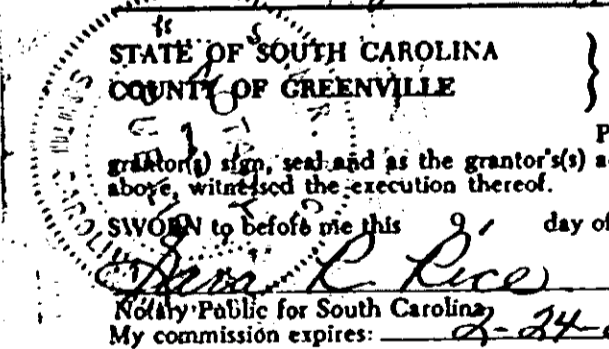 STATE OF SOUTH CAROLINA
COUNTY OF GREENVILLE
grantor(s) sign, seal and as the grantor's(s)
above, witnessed the execution thereof.
SWORN to before me this 9 day of
R. Rice
Notary Public for South Carolina
My commission expires: 2-24-